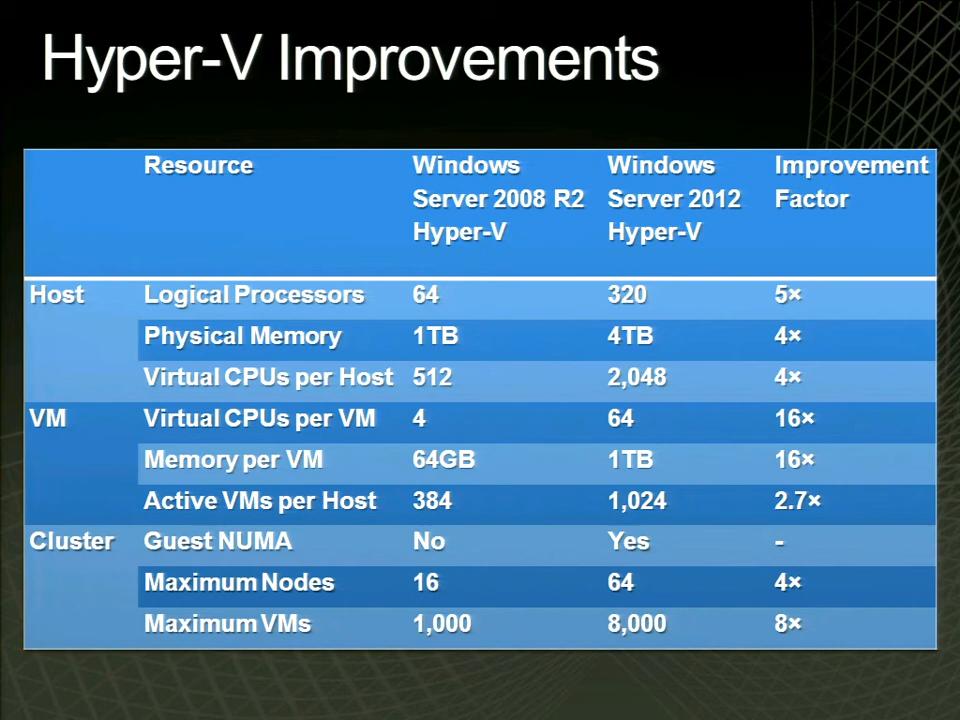 Hyper-V Improvements
Resource Windows Server 2008 R2 Hyper-V Windows Server 2012 Hyper-V Improvement Factor
Host Logical Processors 64 320 5×
Physical Memory 1TB 4TB 4×
Virtual CPUs per Host 512 2,048 4×
VM Virtual CPUs per VM 4 64 16×
Memory per VM 64GB 1TB 16×
Active VMs per Host 384 1,024 2.7×
Cluster Guest NUMA No Yes -
Maximum Nodes 16 64 4×
Maximum VMs 1,000 8,000 8×